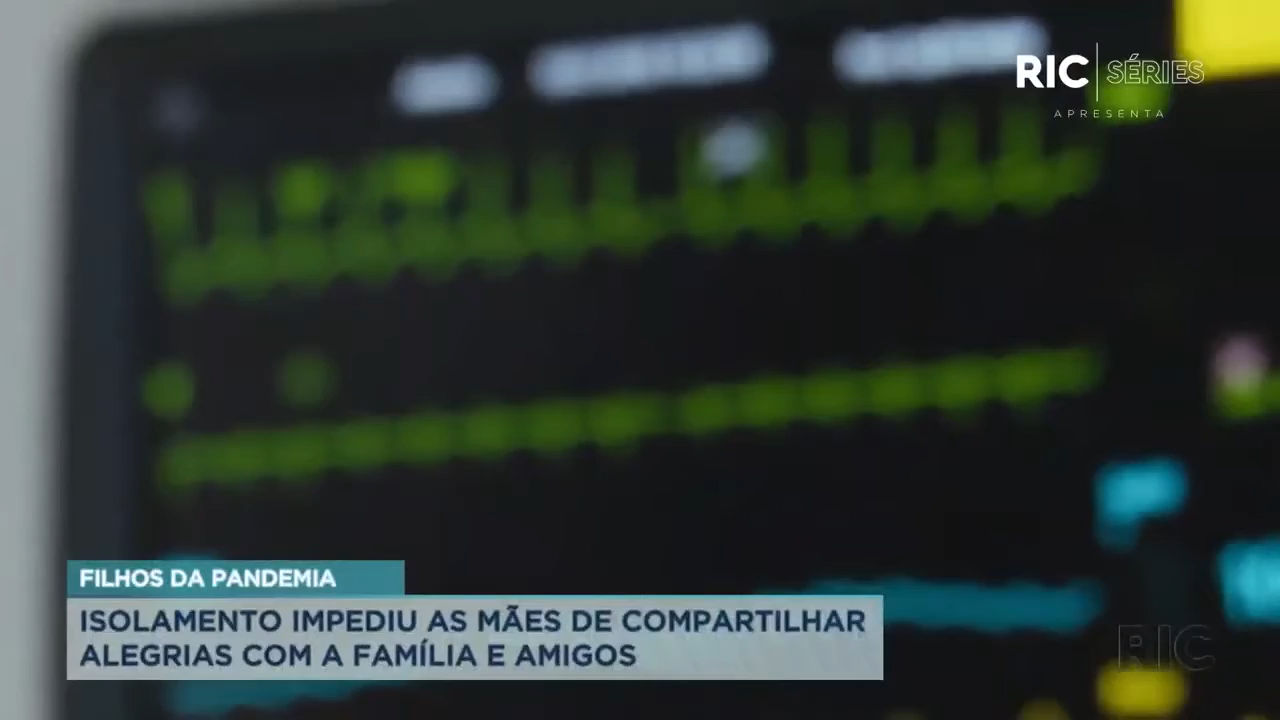 RIC SÉRIES
APRESENTA
FILHOS DA PANDEMIA
ISOLAMENTO IMPEDIU AS MÃES DE COMPARTILHAR
ALEGRIAS COM A FAMÍLIA E AMIGOS
RIC